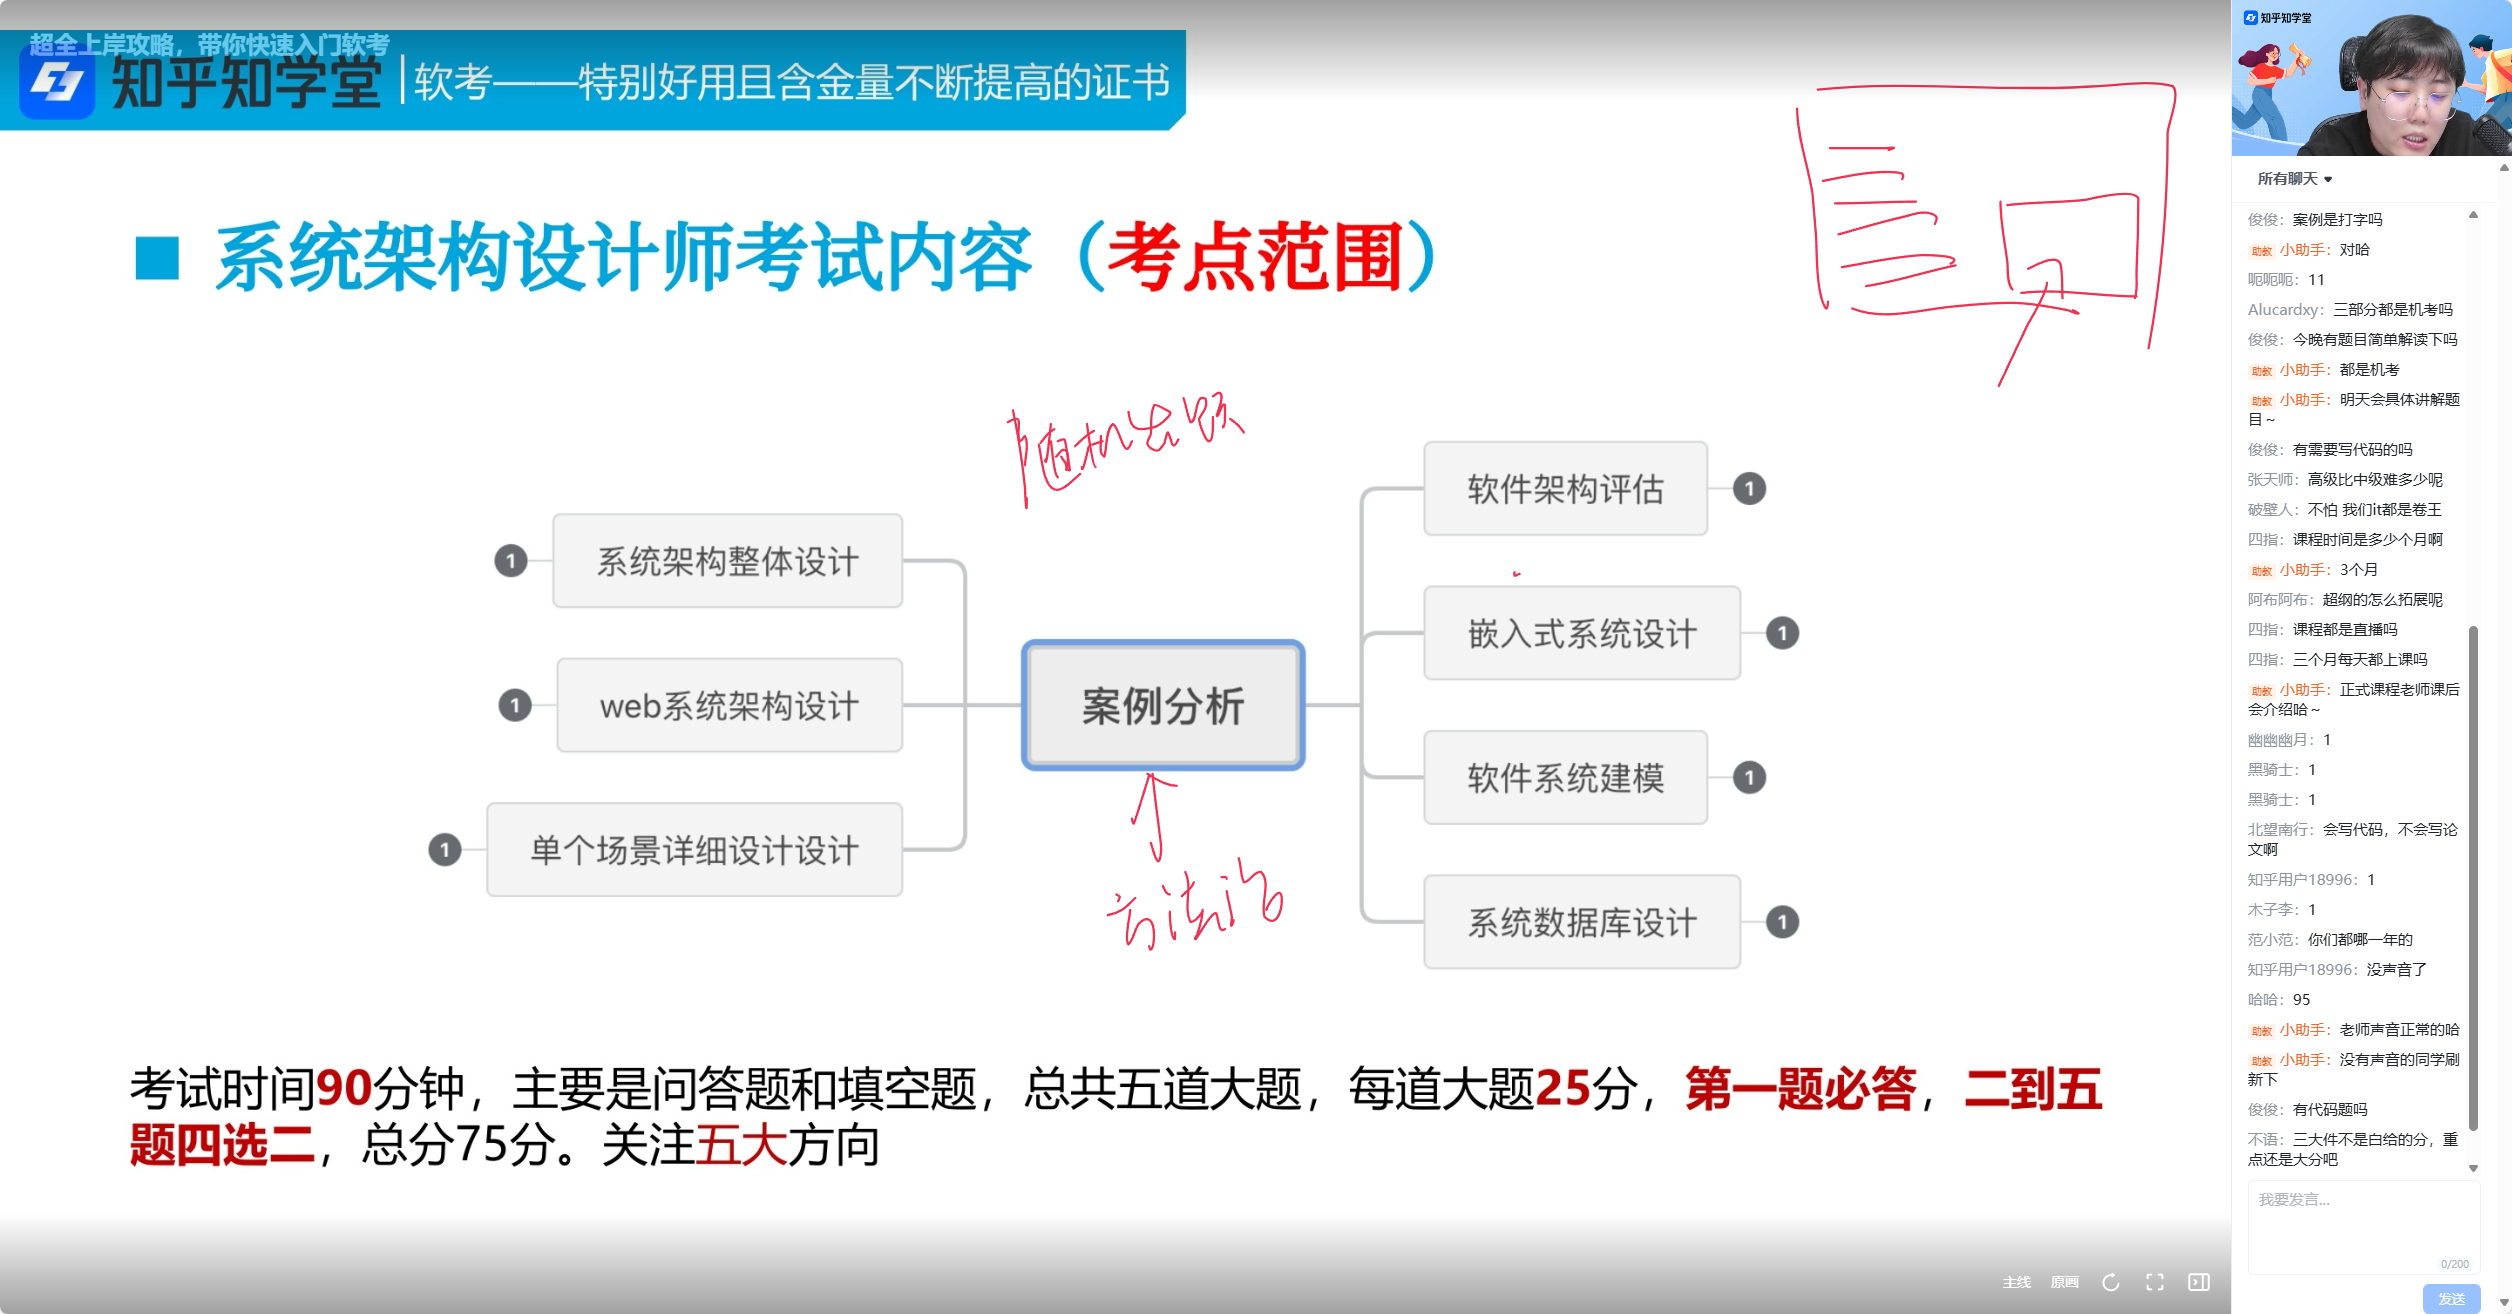 超全上岸攻略，带你快速入门软考
知乎知学堂 | 软考——特别好用且含金量不断提高的证书
系统架构设计师考试内容（考点范围）
随机出题
系统架构整体设计
1
web系统架构设计
1
单个场景详细设计设计
1
案例分析
方法论
软件架构评估
1
嵌入式系统设计
1
软件系统建模
1
系统数据库设计
1
考试时间90分钟，主要是问答题和填空题，总共五道大题，每道大题25分，第一题必答，二到五
题四选二，总分75分。关注五大方向
主线 原画
知乎知学堂
所有聊天
俊俊：案例是打字吗
助教 小助手：对哈
呃呃呃：11
Alucardxy：三部分都是机考吗
俊俊：今晚有题目简单解读下吗
助教 小助手：都是机考
助教 小助手：明天会具体讲解题
目～
俊俊：有需要写代码的吗
张天师：高级比中级难多少呢
破壁人：不怕 我们it都是卷王
四指：课程时间是多少个月啊
助教 小助手：3个月
阿布阿布：超纲的怎么拓展呢
四指：课程都是直播吗
四指：三个月每天都上课吗
助教 小助手：正式课程老师课后
会介绍哈～
幽幽幽月：1
黑骑士：1
黑骑士：1
北望南行：会写代码，不会写论
文啊
知乎用户18996：1
木子李：1
范小范：你们都哪一年的
知乎用户18996：没声音了
哈哈：95
助教 小助手：老师声音正常的哈
助教 小助手：没有声音的同学刷
新下
俊俊：有代码题吗
不语：三大件不是白给的分，重
点还是大分吧
我要发言...
0/200
发送